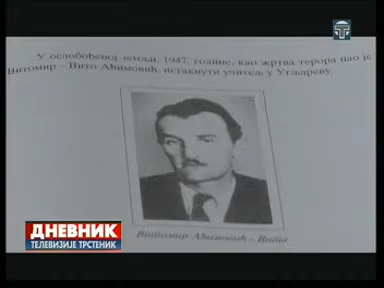 У ослобођеној земљи, 1947. године, као жртва терора пао је
Витомир – Вито Аћимовић, истакнути учитељ у Угљареву.
Витомир Аћимовић – Вито
ДНЕВНИК
ТЕЛЕВИЗИЈЕ ТРСТЕНИК